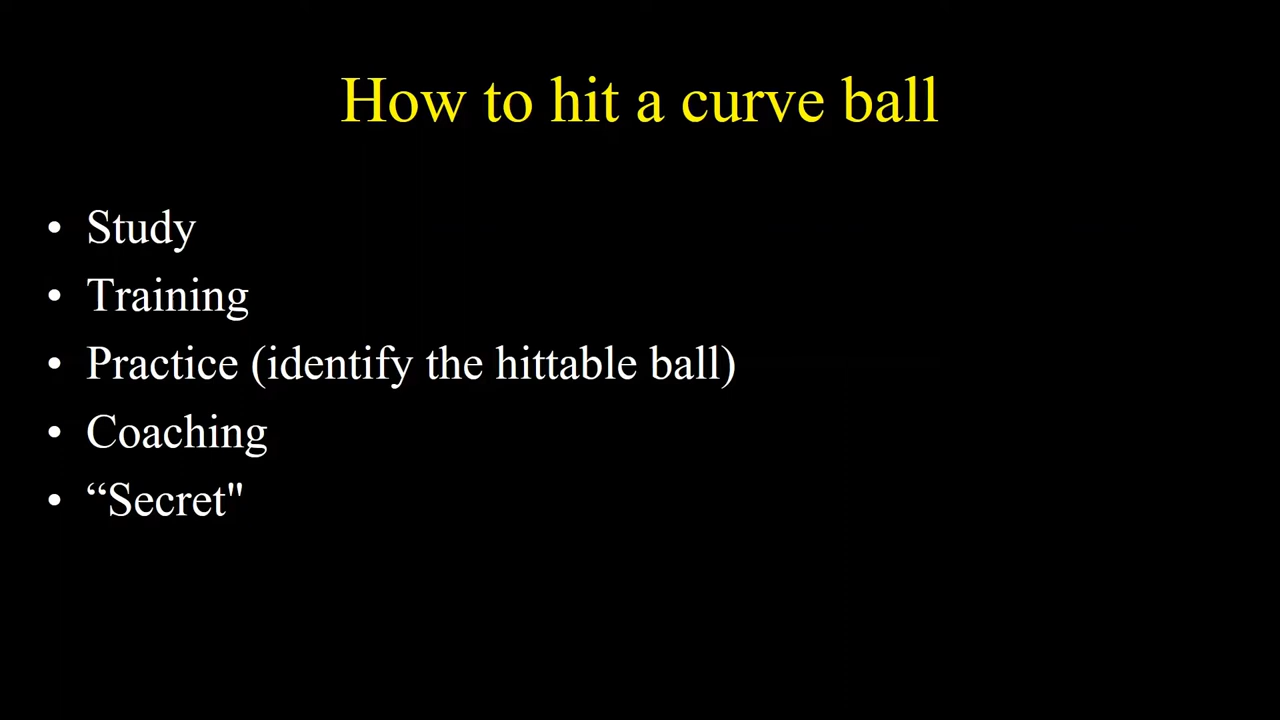 How to hit a curve ball
• Study
• Training
• Practice (identify the hittable ball)
• Coaching
• “Secret"